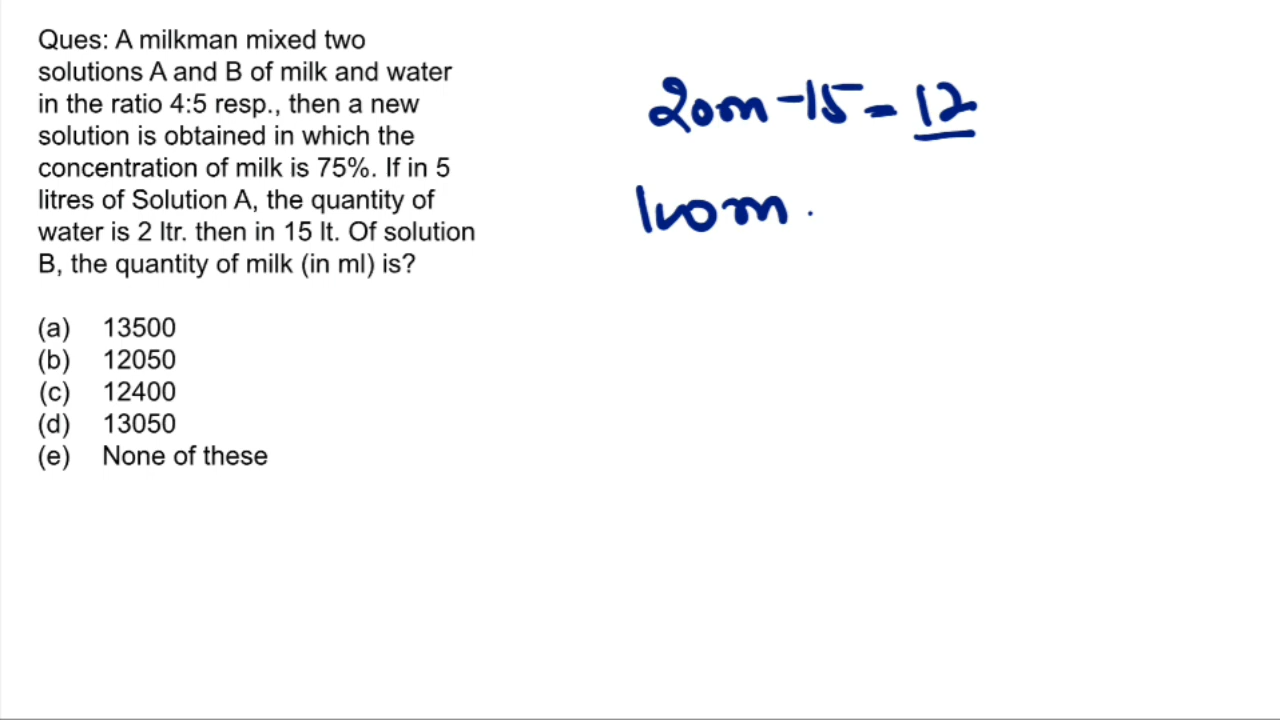 Ques: A milkman mixed two
solutions A and B of milk and water
in the ratio 4:5 resp., then a new
solution is obtained in which the
concentration of milk is 75%. If in 5
litres of Solution A, the quantity of
water is 2 ltr. then in 15 lt. Of solution
B, the quantity of milk (in ml) is?
(a) 13500
(b) 12050
(c) 12400
(d) 13050
(e) None of these
20m - 15 = 12
100m .